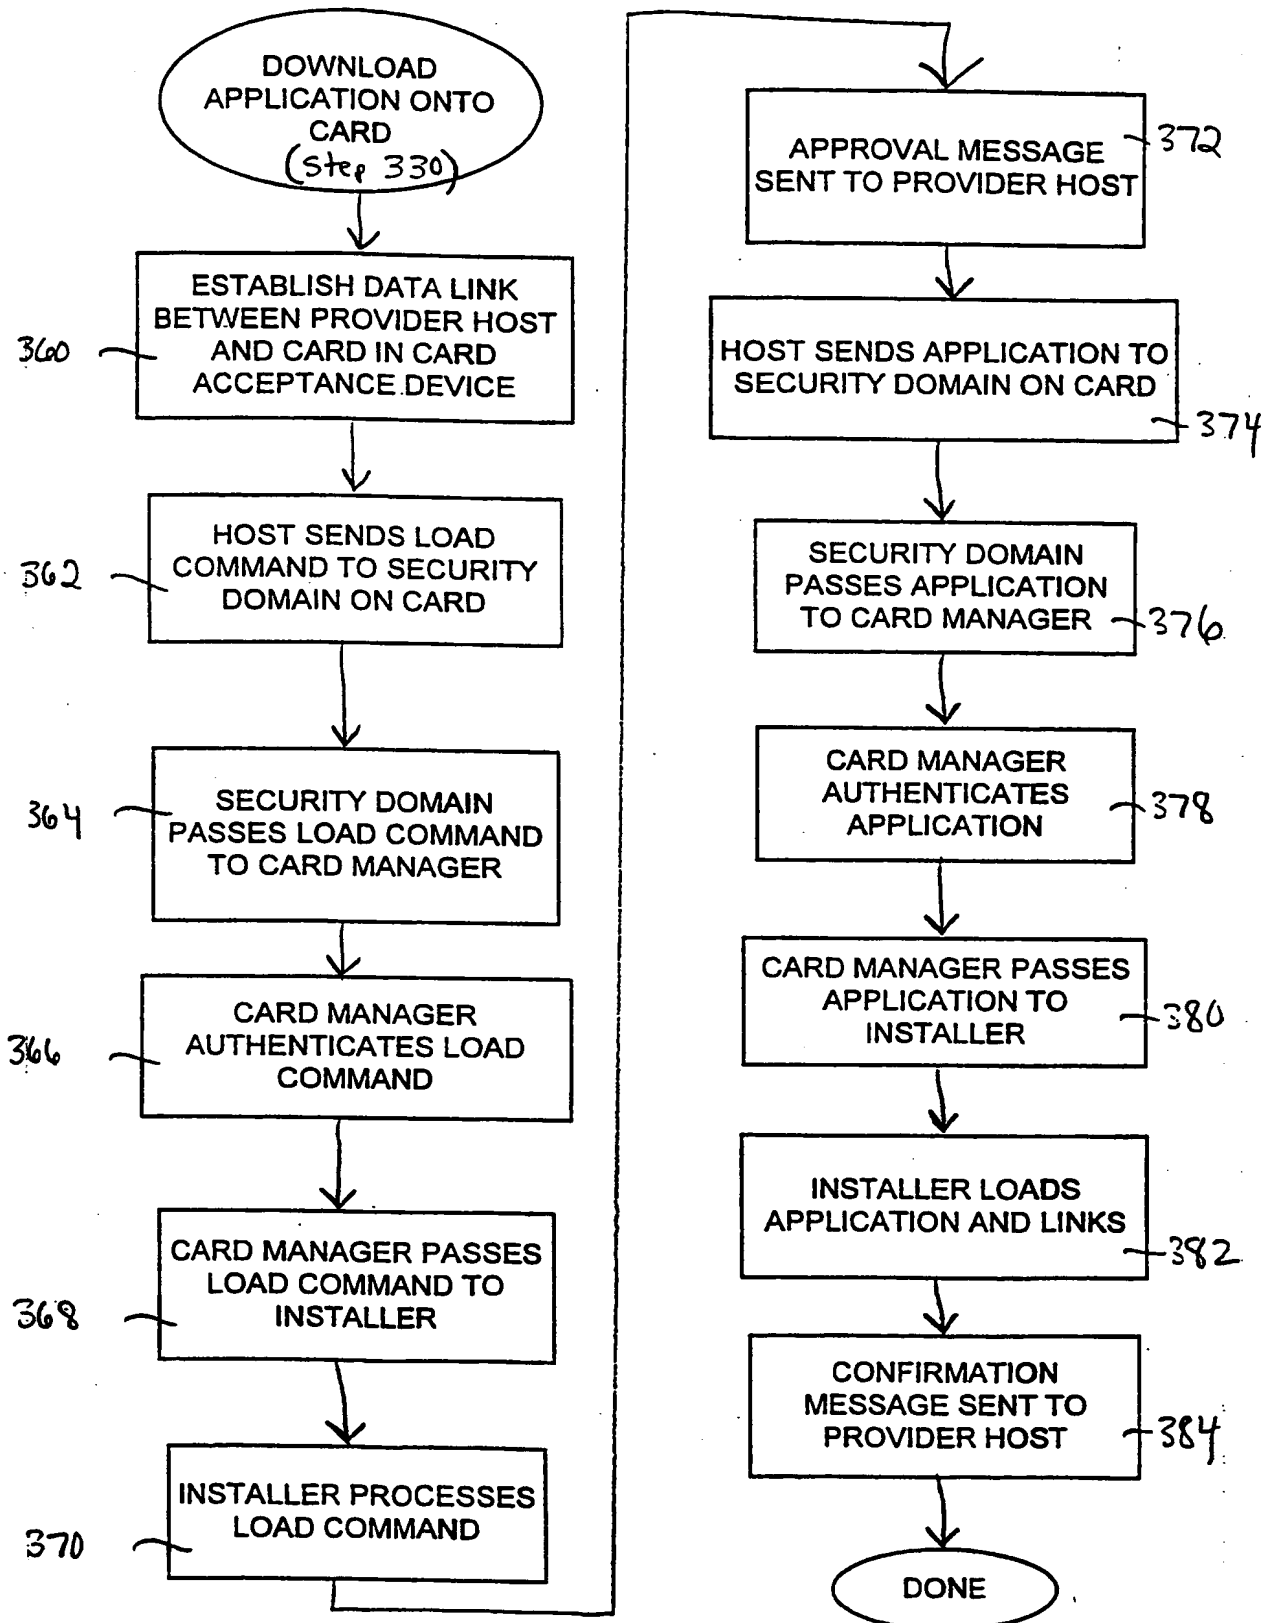 DOWNLOAD
APPLICATION ONTO
CARD
(Step 330)
360
ESTABLISH DATA LINK
BETWEEN PROVIDER HOST
AND CARD IN CARD
ACCEPTANCE DEVICE
362
HOST SENDS LOAD
COMMAND TO SECURITY
DOMAIN ON CARD
364
SECURITY DOMAIN
PASSES LOAD COMMAND
TO CARD MANAGER
366
CARD MANAGER
AUTHENTICATES LOAD
COMMAND
368
CARD MANAGER PASSES
LOAD COMMAND TO
INSTALLER
370
INSTALLER PROCESSES
LOAD COMMAND
372
APPROVAL MESSAGE
SENT TO PROVIDER HOST
HOST SENDS APPLICATION TO
SECURITY DOMAIN ON CARD
374
SECURITY DOMAIN
PASSES APPLICATION
TO CARD MANAGER
376
CARD MANAGER
AUTHENTICATES
APPLICATION
378
CARD MANAGER PASSES
APPLICATION TO
INSTALLER
380
INSTALLER LOADS
APPLICATION AND LINKS
382
CONFIRMATION
MESSAGE SENT TO
PROVIDER HOST
384
DONE